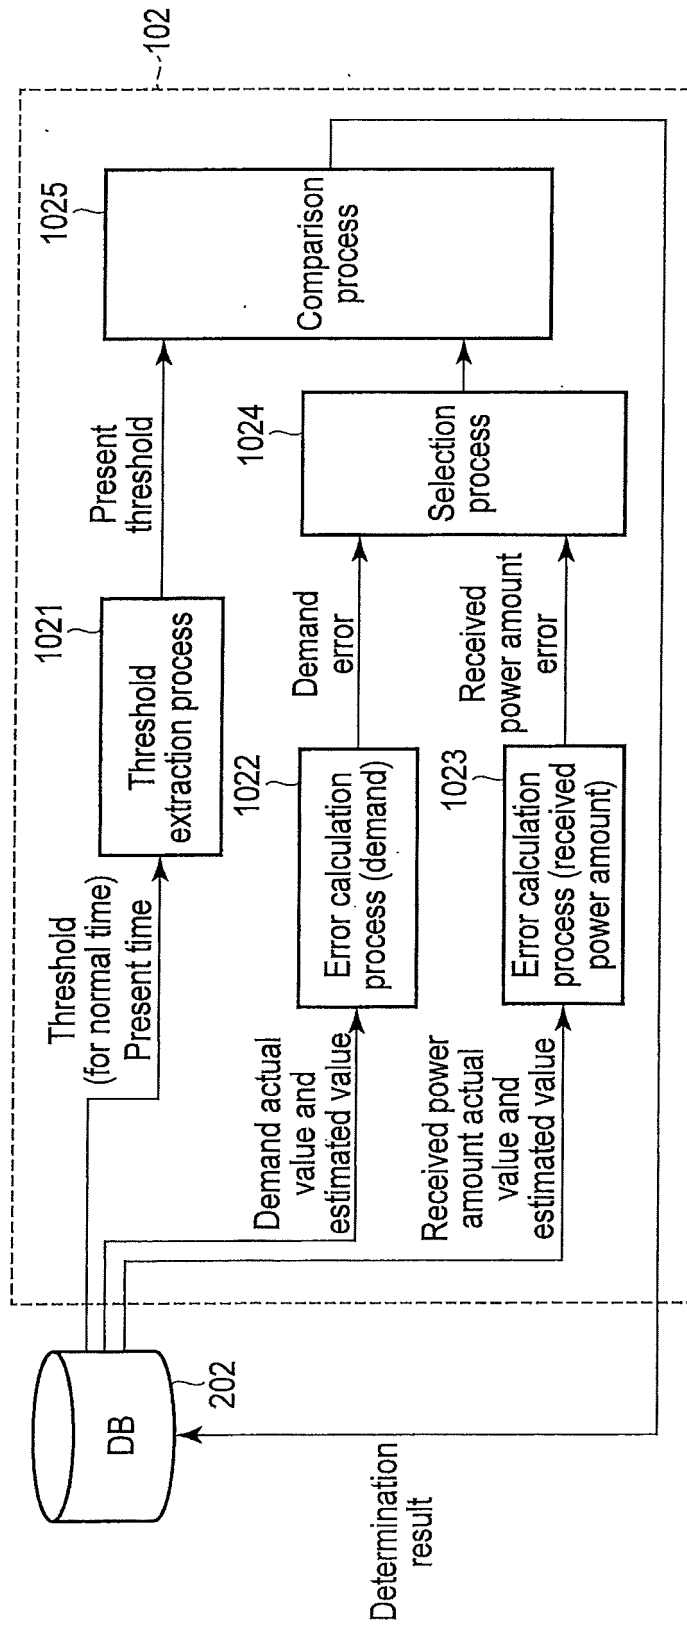 102
DB
202
Threshold
(for normal time)
Present time
1021
Threshold
extraction process
Present
threshold
1025
Comparison
process
Demand actual
value and
estimated value
1022
Error calculation
process (demand)
Demand
error
1024
Selection
process
Received power
amount actual
value and
estimated value
1023
Error calculation
process (received
power amount)
Received
power amount
error
Determination
result